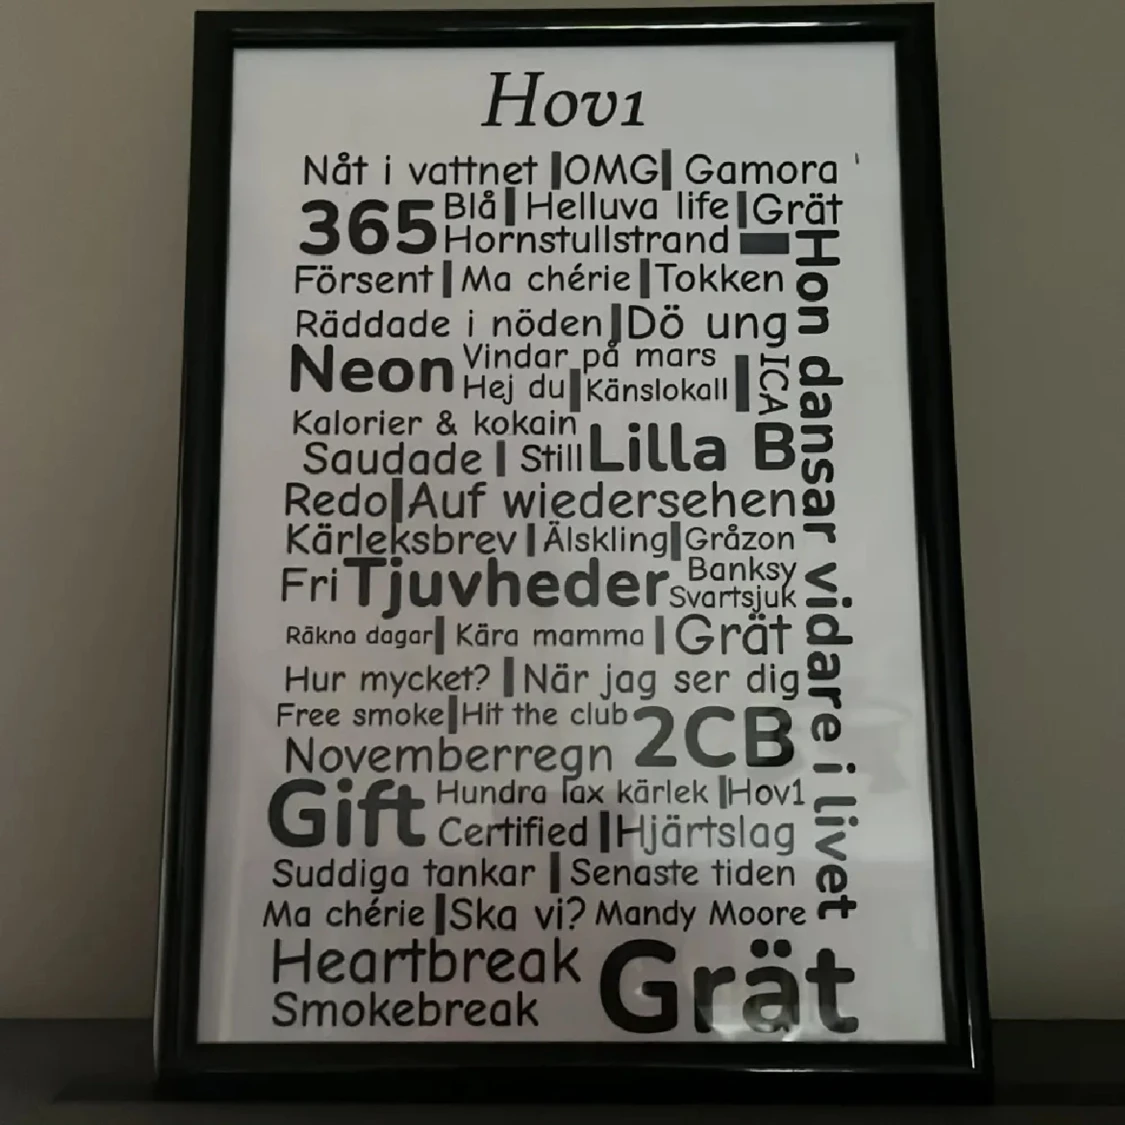 Hov1
Nåt i vattnet | OMG | Gamora '
365 Blå | Helluva life | Grät
Hornstullstrand
Försent | Ma chérie | Tokken
Räddade i nöden | Dö ung
Neon Vindar på mars
Hej du | Känslokall | ICA
Kalorier & kokain
Saudade | Still Lilla B
Redo | Auf wiedersehen
Kärleksbrev | Älskling | Gråzon
Fri Tjuvheder Banksy
Svartsjuk
Räkna dagar | Kära mamma | Grät
Hur mycket? | När jag ser dig
Free smoke | Hit the club 2CB
Novemberregn
Gift Hundra lax kärlek | Hov1
Certified | Hjärtslag
Suddiga tankar | Senaste tiden
Ma chérie | Ska vi? Mandy Moore
Heartbreak Grät
Smokebreak
Hon dansar vidare i livet